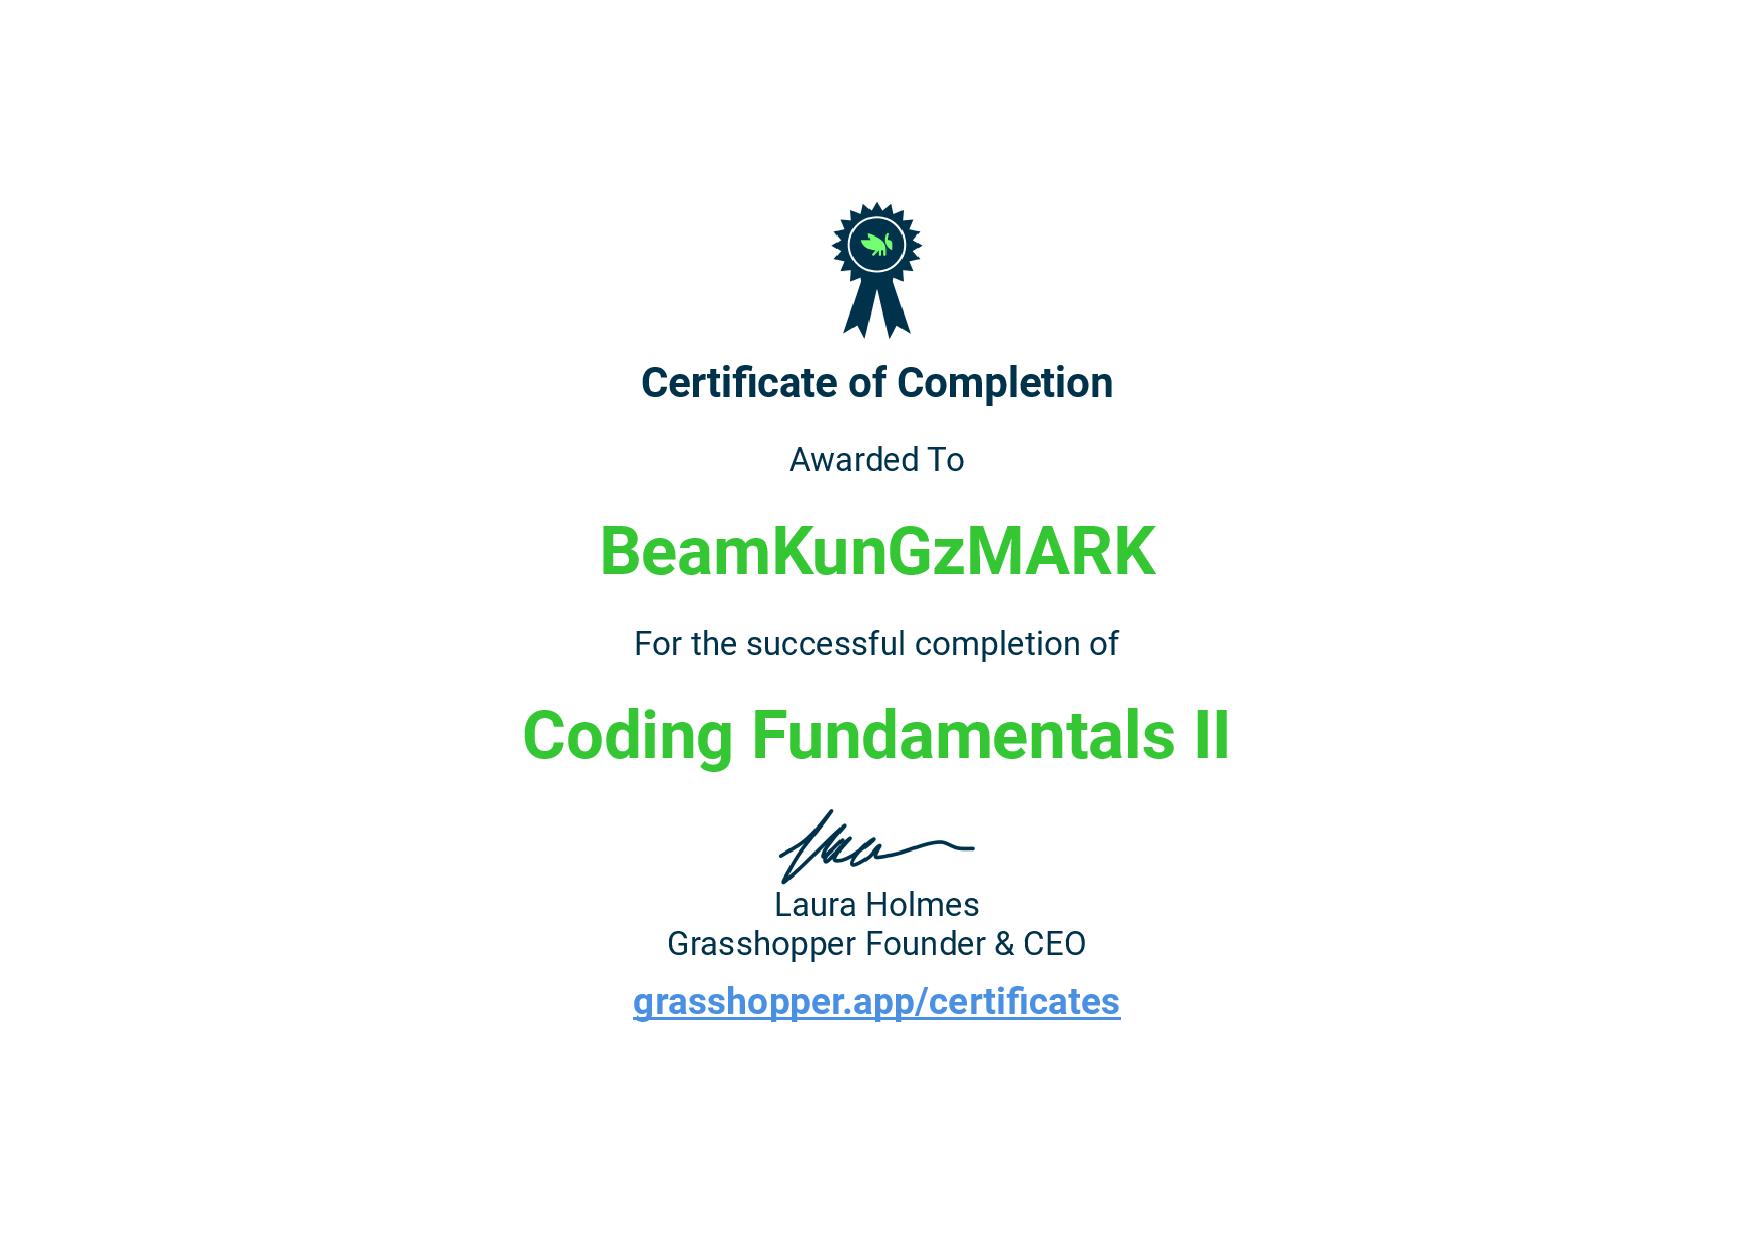 Certificate of Completion
Awarded To
BeamKunGzMARK
For the successful completion of
Coding Fundamentals II
Laura Holmes
Grasshopper Founder & CEO
grasshopper.app/certificates